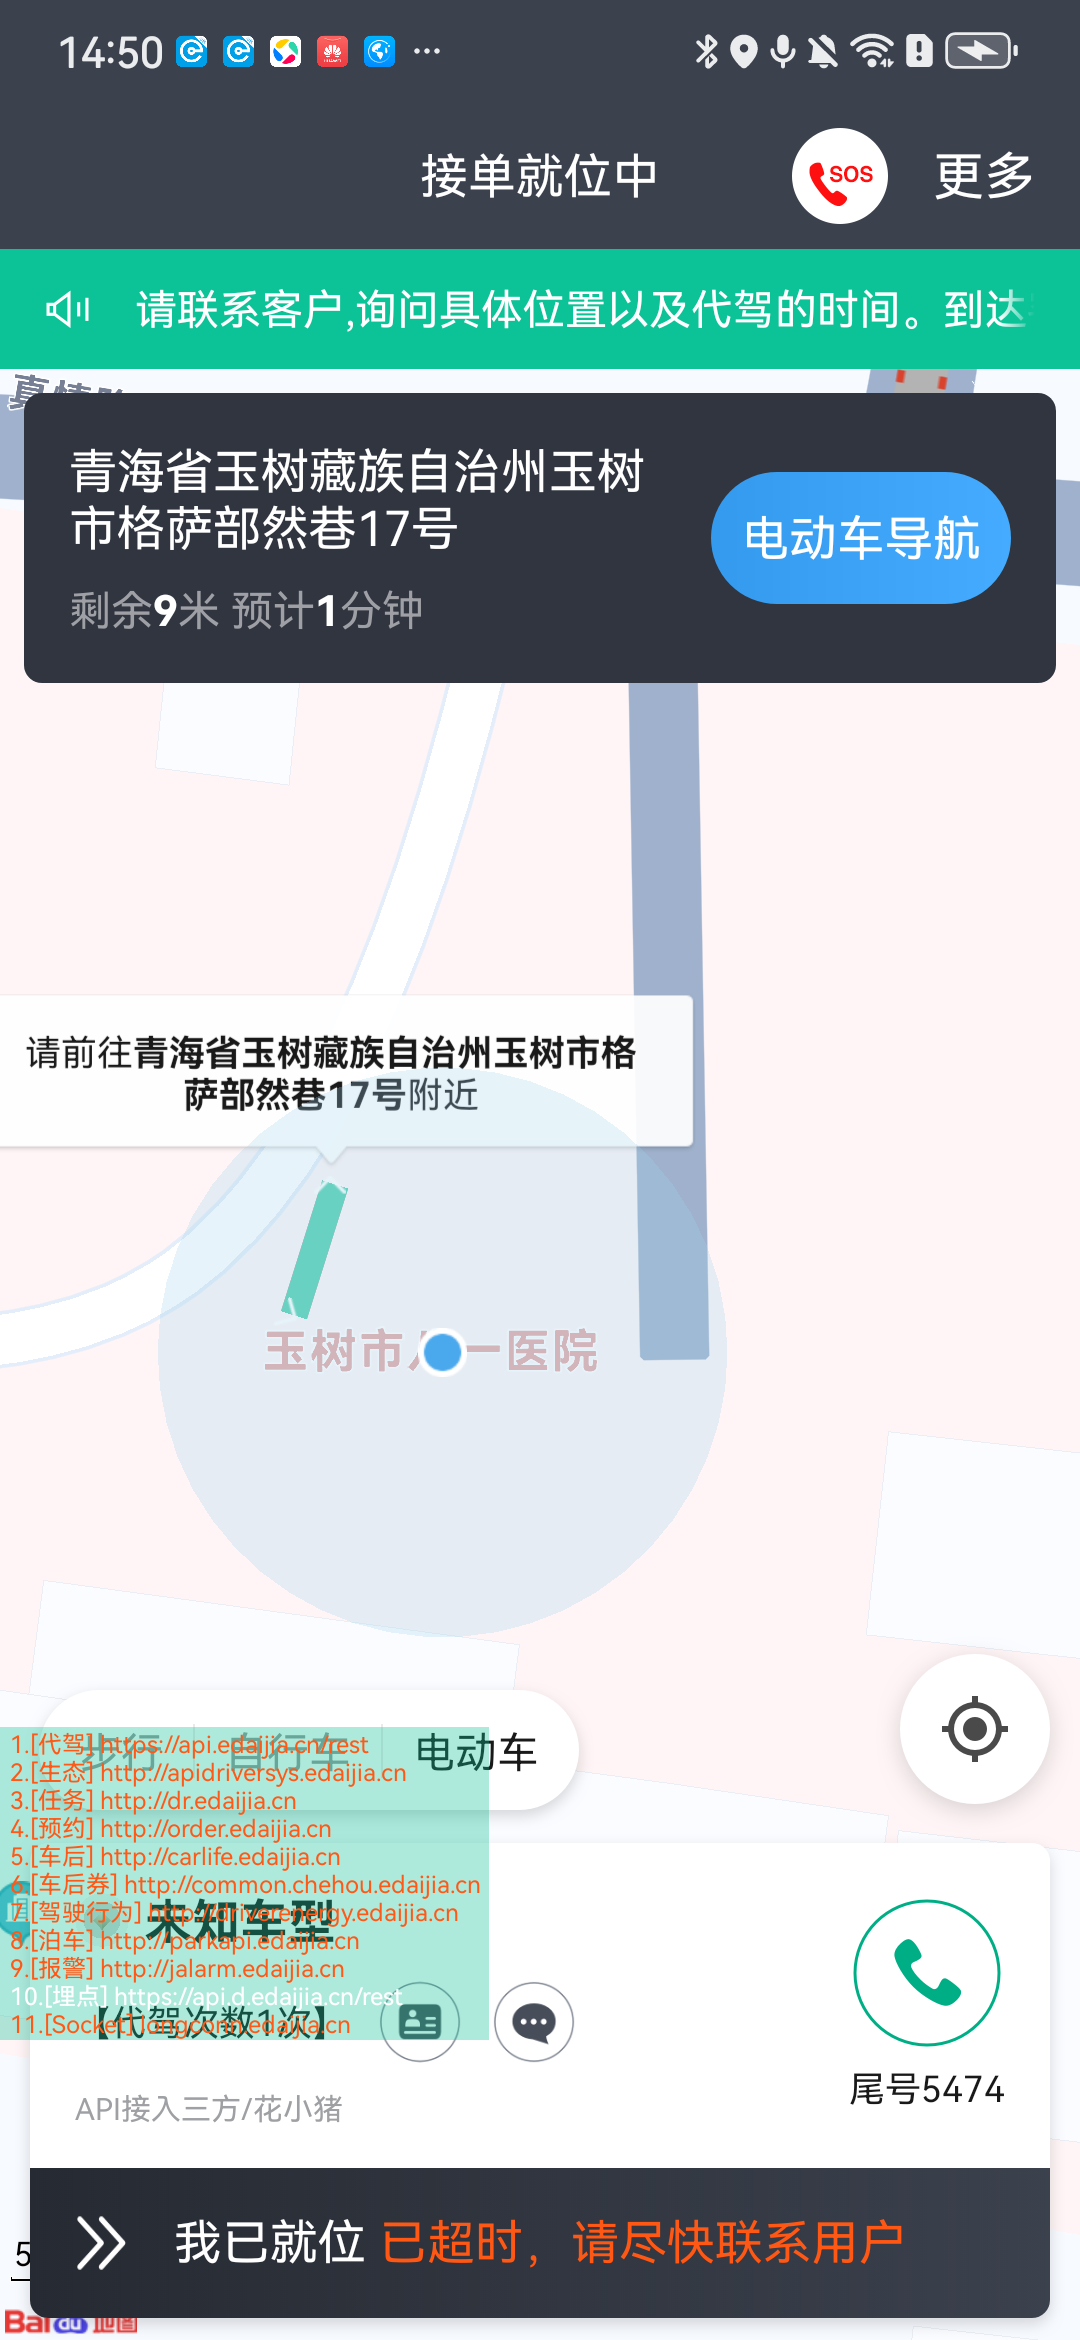 14:50
接单就位中
SOS
更多
请联系客户,询问具体位置以及代驾的时间。到达
青海省玉树藏族自治州玉树
市格萨部然巷17号
电动车导航
剩余9米 预计1分钟
请前往青海省玉树藏族自治州玉树市格
萨部然巷17号附近
玉树市
一医院
步行
自行车
电动车
1.[代驾] https://api.edaijia.cn/rest
2.[生态] http://apidriversys.edaijia.cn
3.[任务] http://dr.edaijia.cn
4.[预约] http://order.edaijia.cn
5.[车后] http://carlife.edaijia.cn
6.[车后券] http://common.chehou.edaijia.cn
7.[驾驶行为] http://driverenergy.edaijia.cn
8.[泊车] http://parkapi.edaijia.cn
9.[报警] http://jalarm.edaijia.cn
10.[埋点] https://api.d.edaijia.cn/rest
11.[Socket] longconn.edaijia.cn
未知车型
【代驾次数1次】
尾号5474
API接入三方/花小猪
我已就位 已超时，请尽快联系用户
5
Bai du 地图